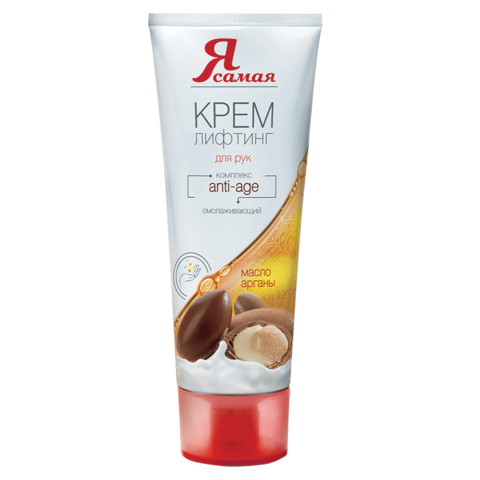 Я
самая
КРЕМ
ЛИФТИНГ
для рук
комплекс
anti-age
омолаживающий
масло
арганы